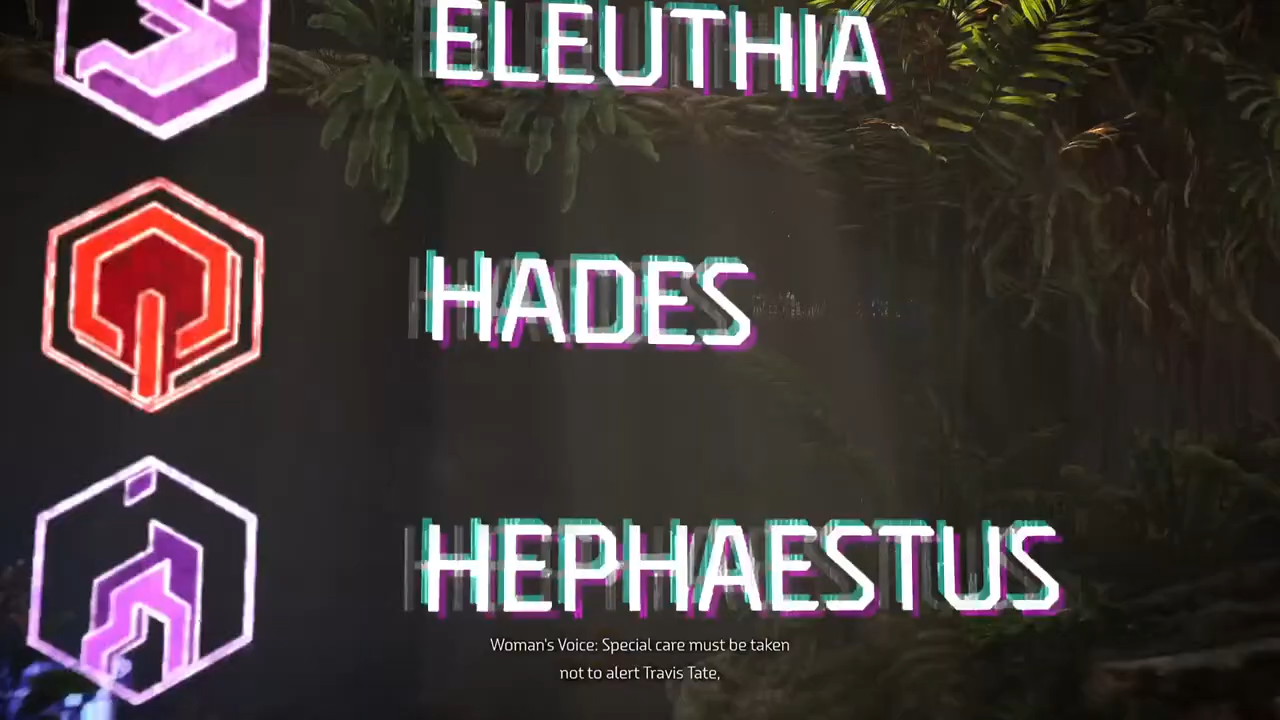 ELEUTHIA
HADES
HEPHAESTUS
Woman's Voice: Special care must be taken
not to alert Travis Tate,